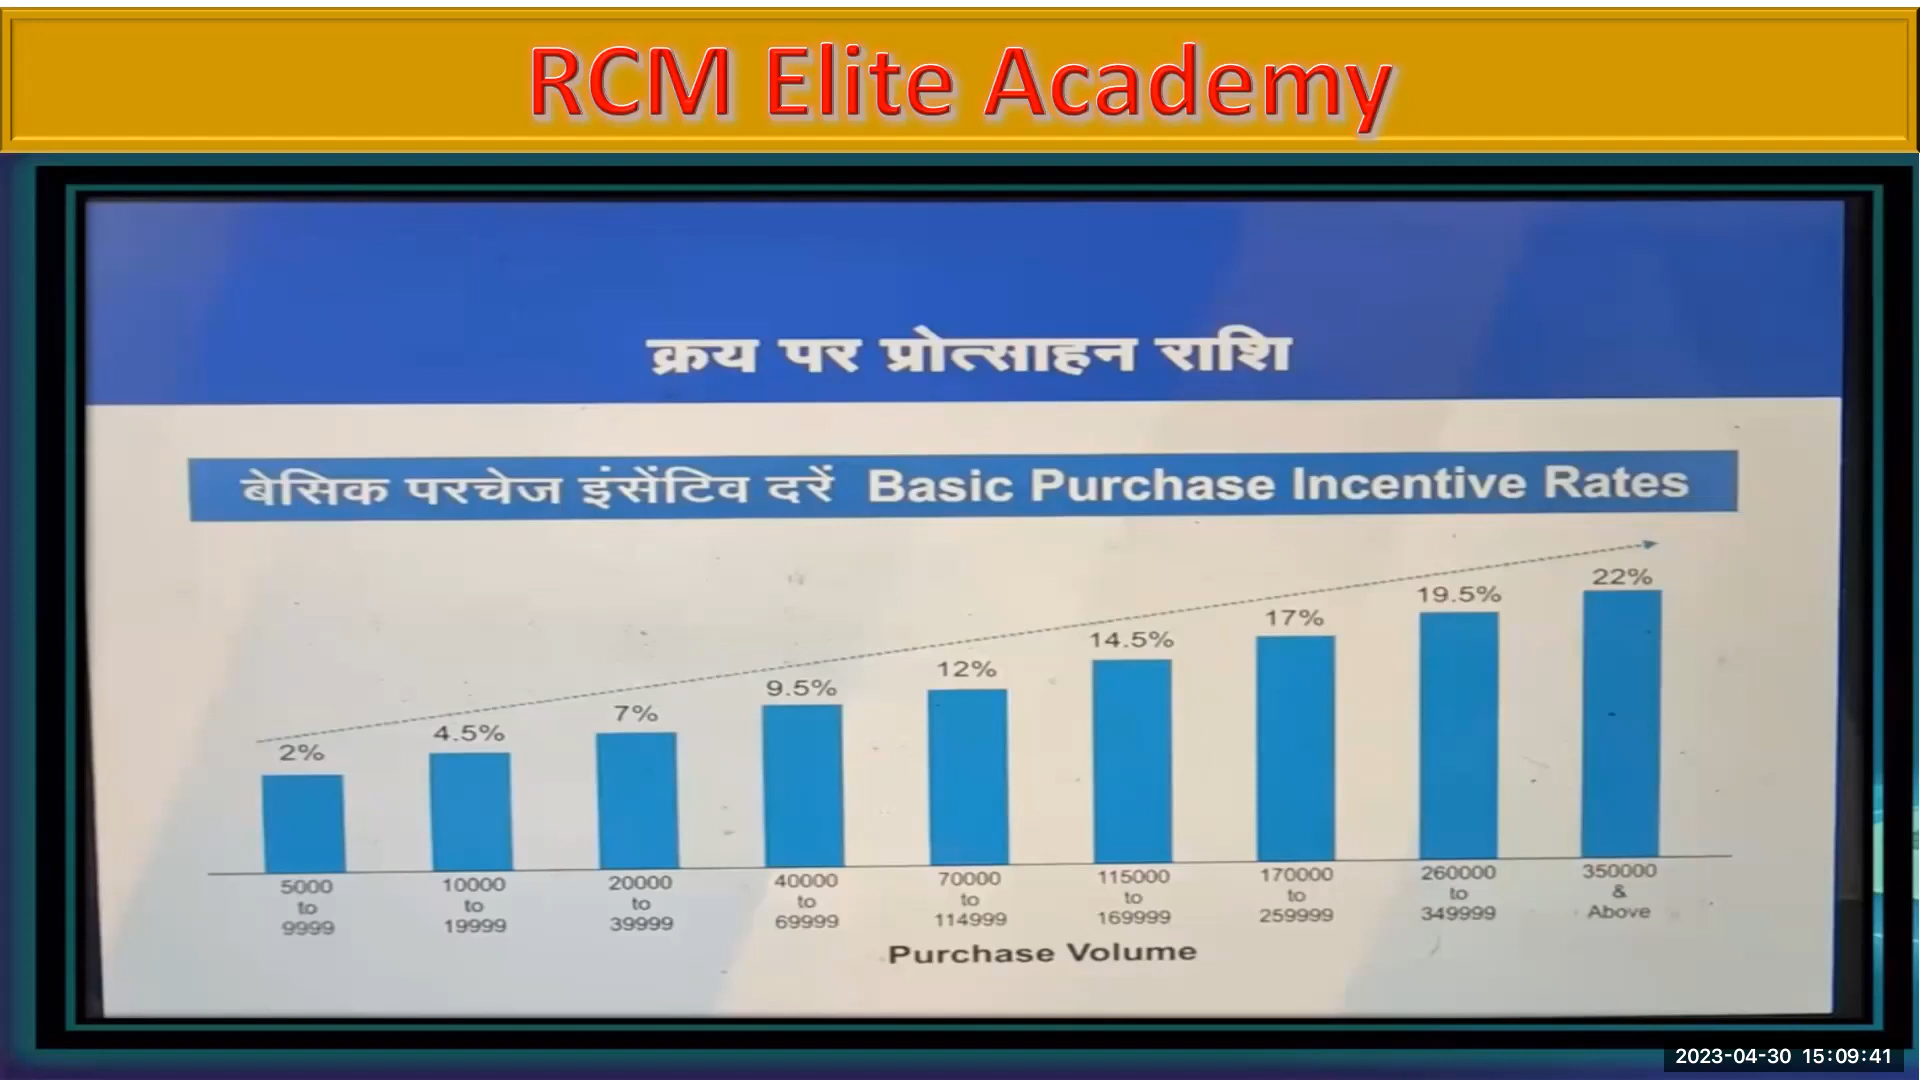 RCM Elite Academy
क्रय पर प्रोत्साहन राशि
बेसिक परचेज इंसेंटिव दरें Basic Purchase Incentive Rates
2%
4.5%
7%
9.5%
12%
14.5%
17%
19.5%
22%
5000
to
9999
10000
to
19999
20000
to
39999
40000
to
69999
70000
to
114999
115000
to
169999
170000
to
259999
260000
to
349999
350000
&
Above
Purchase Volume
2023-04-30 15:09:41